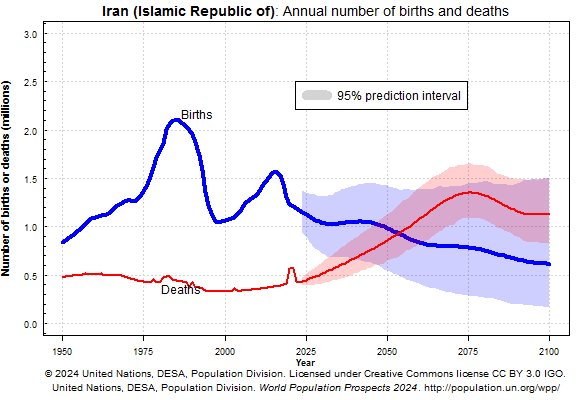 Iran (Islamic Republic of): Annual number of births and deaths
Number of births or deaths (millions)
3.0
2.5
2.0
1.5
1.0
0.5
0.0
95% prediction interval
Births
Deaths
1950 1975 2000 2025 2050 2075 2100
Year
© 2024 United Nations, DESA, Population Division. Licensed under Creative Commons license CC BY 3.0 IGO.
United Nations, DESA, Population Division. World Population Prospects 2024. http://population.un.org/wpp/